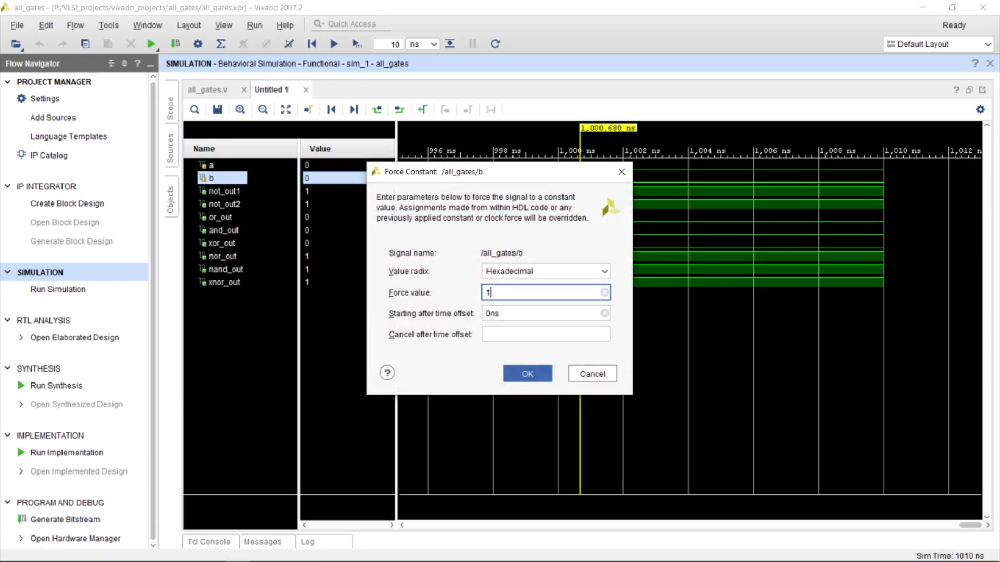 all_gates - [P:/VLSI_projects/vivado_projects/all_gates/all_gates.xpr] - Vivado 2017.2
File Edit Flow Tools Window Layout View Run Help Quick Access Ready
10 ns Default Layout
Flow Navigator
SIMULATION - Behavioral Simulation - Functional - sim_1 - all_gates
PROJECT MANAGER
Settings
Add Sources
Language Templates
IP Catalog
IP INTEGRATOR
Create Block Design
Open Block Design
Generate Block Design
SIMULATION
Run Simulation
RTL ANALYSIS
Open Elaborated Design
SYNTHESIS
Run Synthesis
Open Synthesized Design
IMPLEMENTATION
Run Implementation
Open Implemented Design
PROGRAM AND DEBUG
Generate Bitstream
Open Hardware Manager
Scope
Sources
Objects
all_gates.v Untitled 1
Name Value
a 0
b 0
not_out1 1
not_out2 1
or_out 0
and_out 0
xor_out 0
nor_out 1
nand_out 1
xnor_out 1
1,000.680 ns
996 ns 998 ns 1,000 ns 1,002 ns 1,004 ns 1,006 ns 1,008 ns 1,010 ns 1,012 n
Force Constant: /all_gates/b
Enter parameters below to force the signal to a constant
value. Assignments made from within HDL code or any
previously applied constant or clock force will be overridden.
Signal name: /all_gates/b
Value radix: Hexadecimal
Force value: 1
Starting after time offset: 0ns
Cancel after time offset:
? OK Cancel
Tcl Console Messages Log
Sim Time: 1010 ns